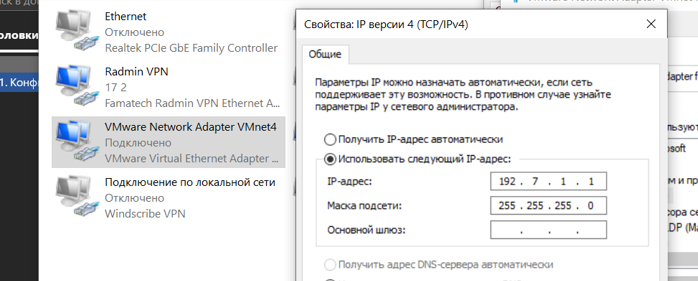 Ethernet
Отключено
Realtek PCIe GbE Family Controller
Radmin VPN
17 2
Famatech Radmin VPN Ethernet A...
VMware Network Adapter VMnet4
Подключено
VMware Virtual Ethernet Adapter ...
Подключение по локальной сети
Отключено
Windscribe VPN
Свойства: IP версии 4 (TCP/IPv4)
Общие
Параметры IP можно назначать автоматически, если сеть
поддерживает эту возможность. В противном случае узнайте
параметры IP у сетевого администратора.
Получить IP-адрес автоматически
Использовать следующий IP-адрес:
IP-адрес: 192 . 7 . 1 . 1
Маска подсети: 255 . 255 . 255 . 0
Основной шлюз: . . .
Получить адрес DNS-сервера автоматически